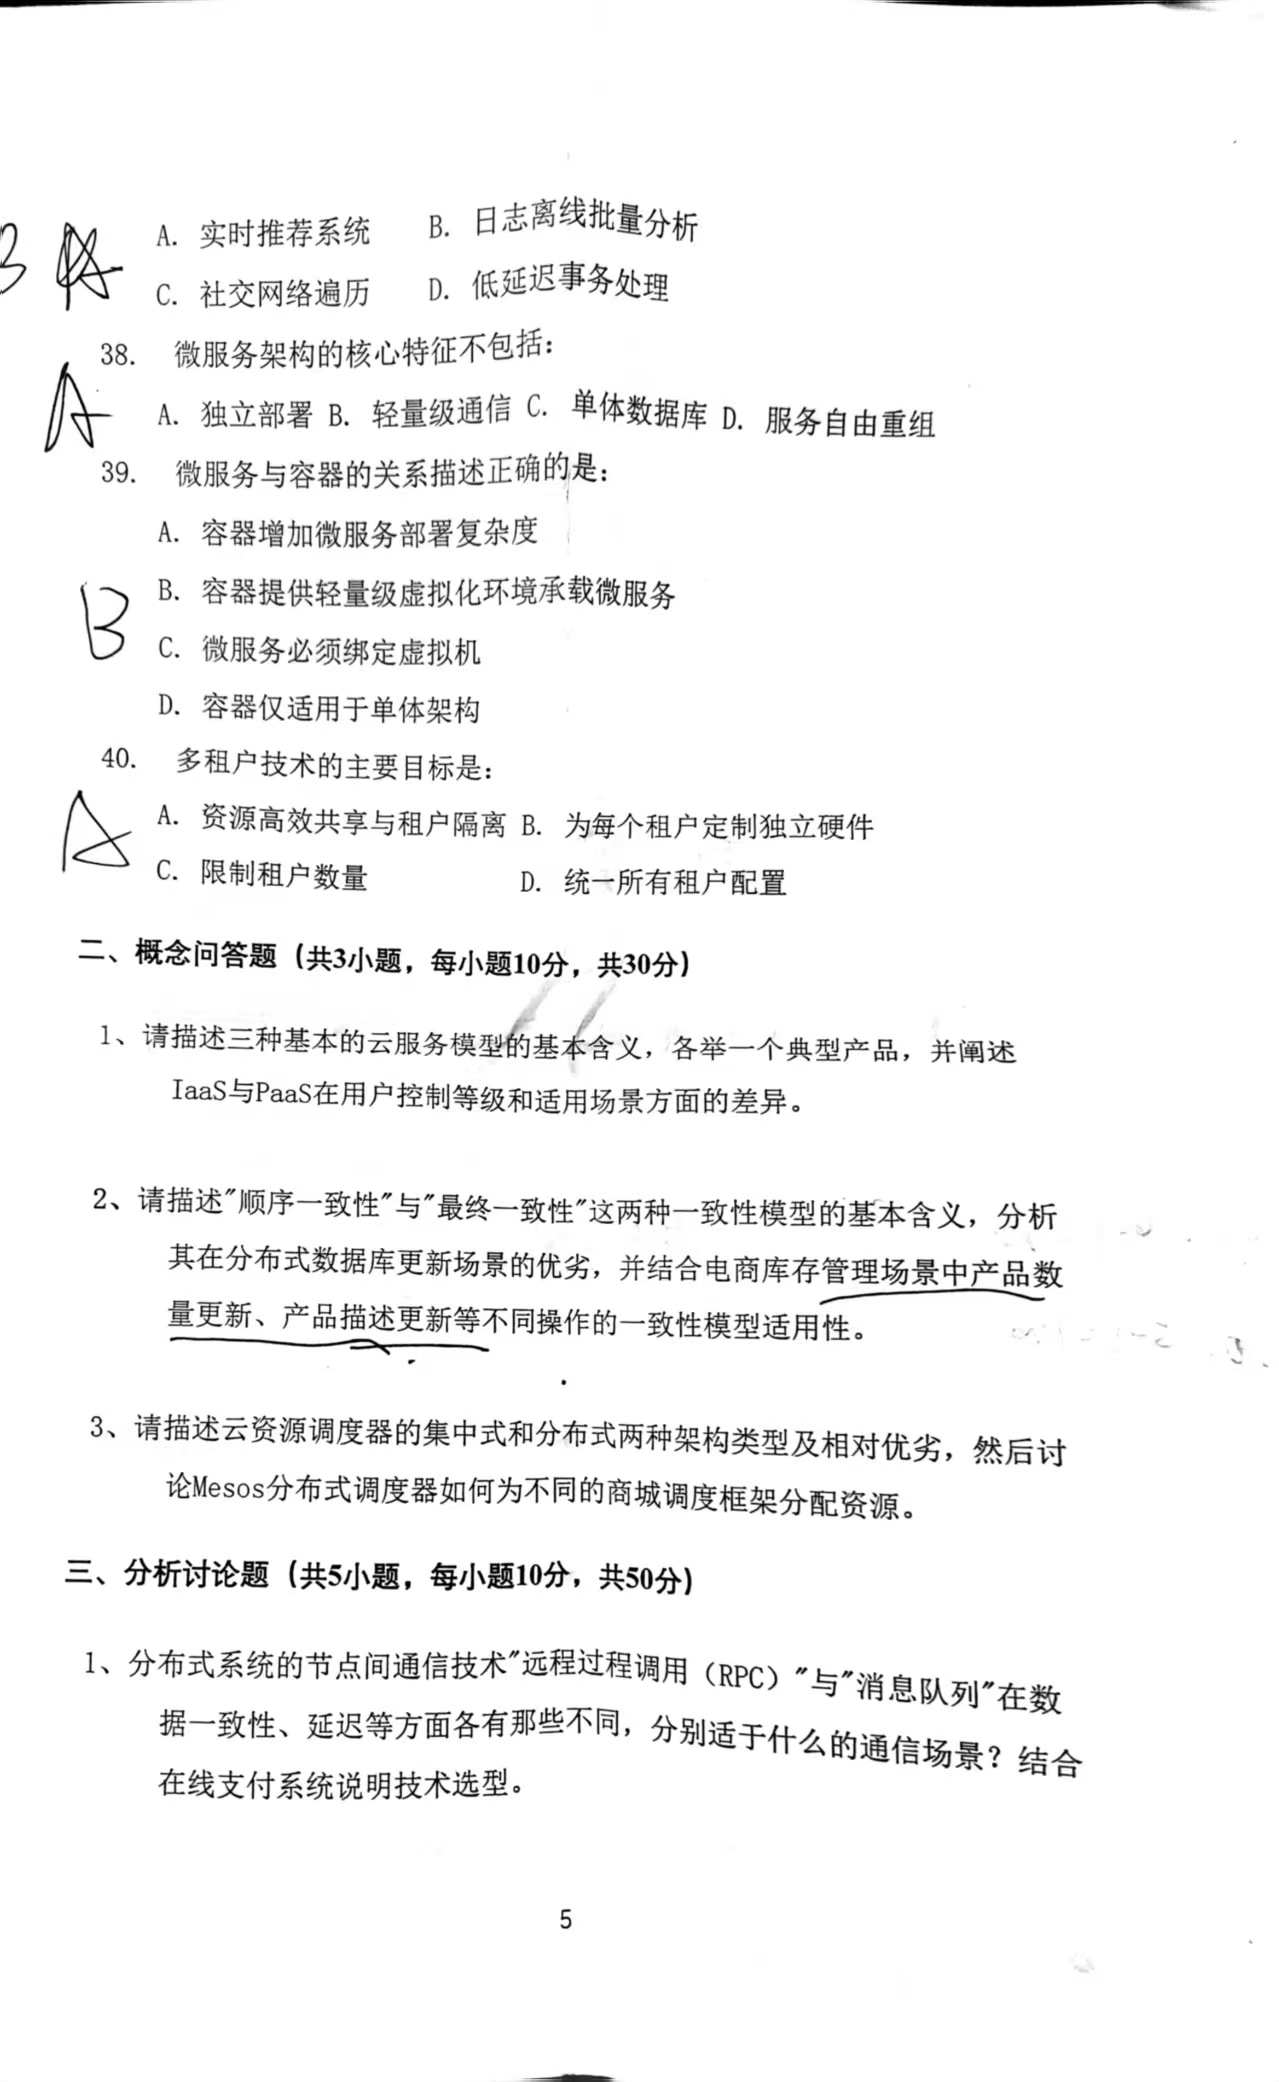 B A
A. 实时推荐系统 B. 日志离线批量分析
C. 社交网络遍历 D. 低延迟事务处理
38. 微服务架构的核心特征不包括:
A
A. 独立部署 B. 轻量级通信 C. 单体数据库 D. 服务自由重组
39. 微服务与容器的关系描述正确的是:
A. 容器增加微服务部署复杂度
B
B. 容器提供轻量级虚拟化环境承载微服务
C. 微服务必须绑定虚拟机
D. 容器仅适用于单体架构
40. 多租户技术的主要目标是:
A
A. 资源高效共享与租户隔离 B. 为每个租户定制独立硬件
C. 限制租户数量 D. 统一所有租户配置
二、概念问答题（共3小题，每小题10分，共30分）
1、请描述三种基本的云服务模型的基本含义，各举一个典型产品，并阐述
IaaS与PaaS在用户控制等级和适用场景方面的差异。
2、请描述"顺序一致性"与"最终一致性"这两种一致性模型的基本含义，分析
其在分布式数据库更新场景的优劣，并结合电商库存管理场景中产品数
量更新、产品描述更新等不同操作的一致性模型适用性。
3、请描述云资源调度器的集中式和分布式两种架构类型及相对优劣，然后讨
论Mesos分布式调度器如何为不同的商城调度框架分配资源。
三、分析讨论题（共5小题，每小题10分，共50分）
1、分布式系统的节点间通信技术"远程过程调用（RPC）"与"消息队列"在数
据一致性、延迟等方面各有那些不同，分别适于什么的通信场景？结合
在线支付系统说明技术选型。
5